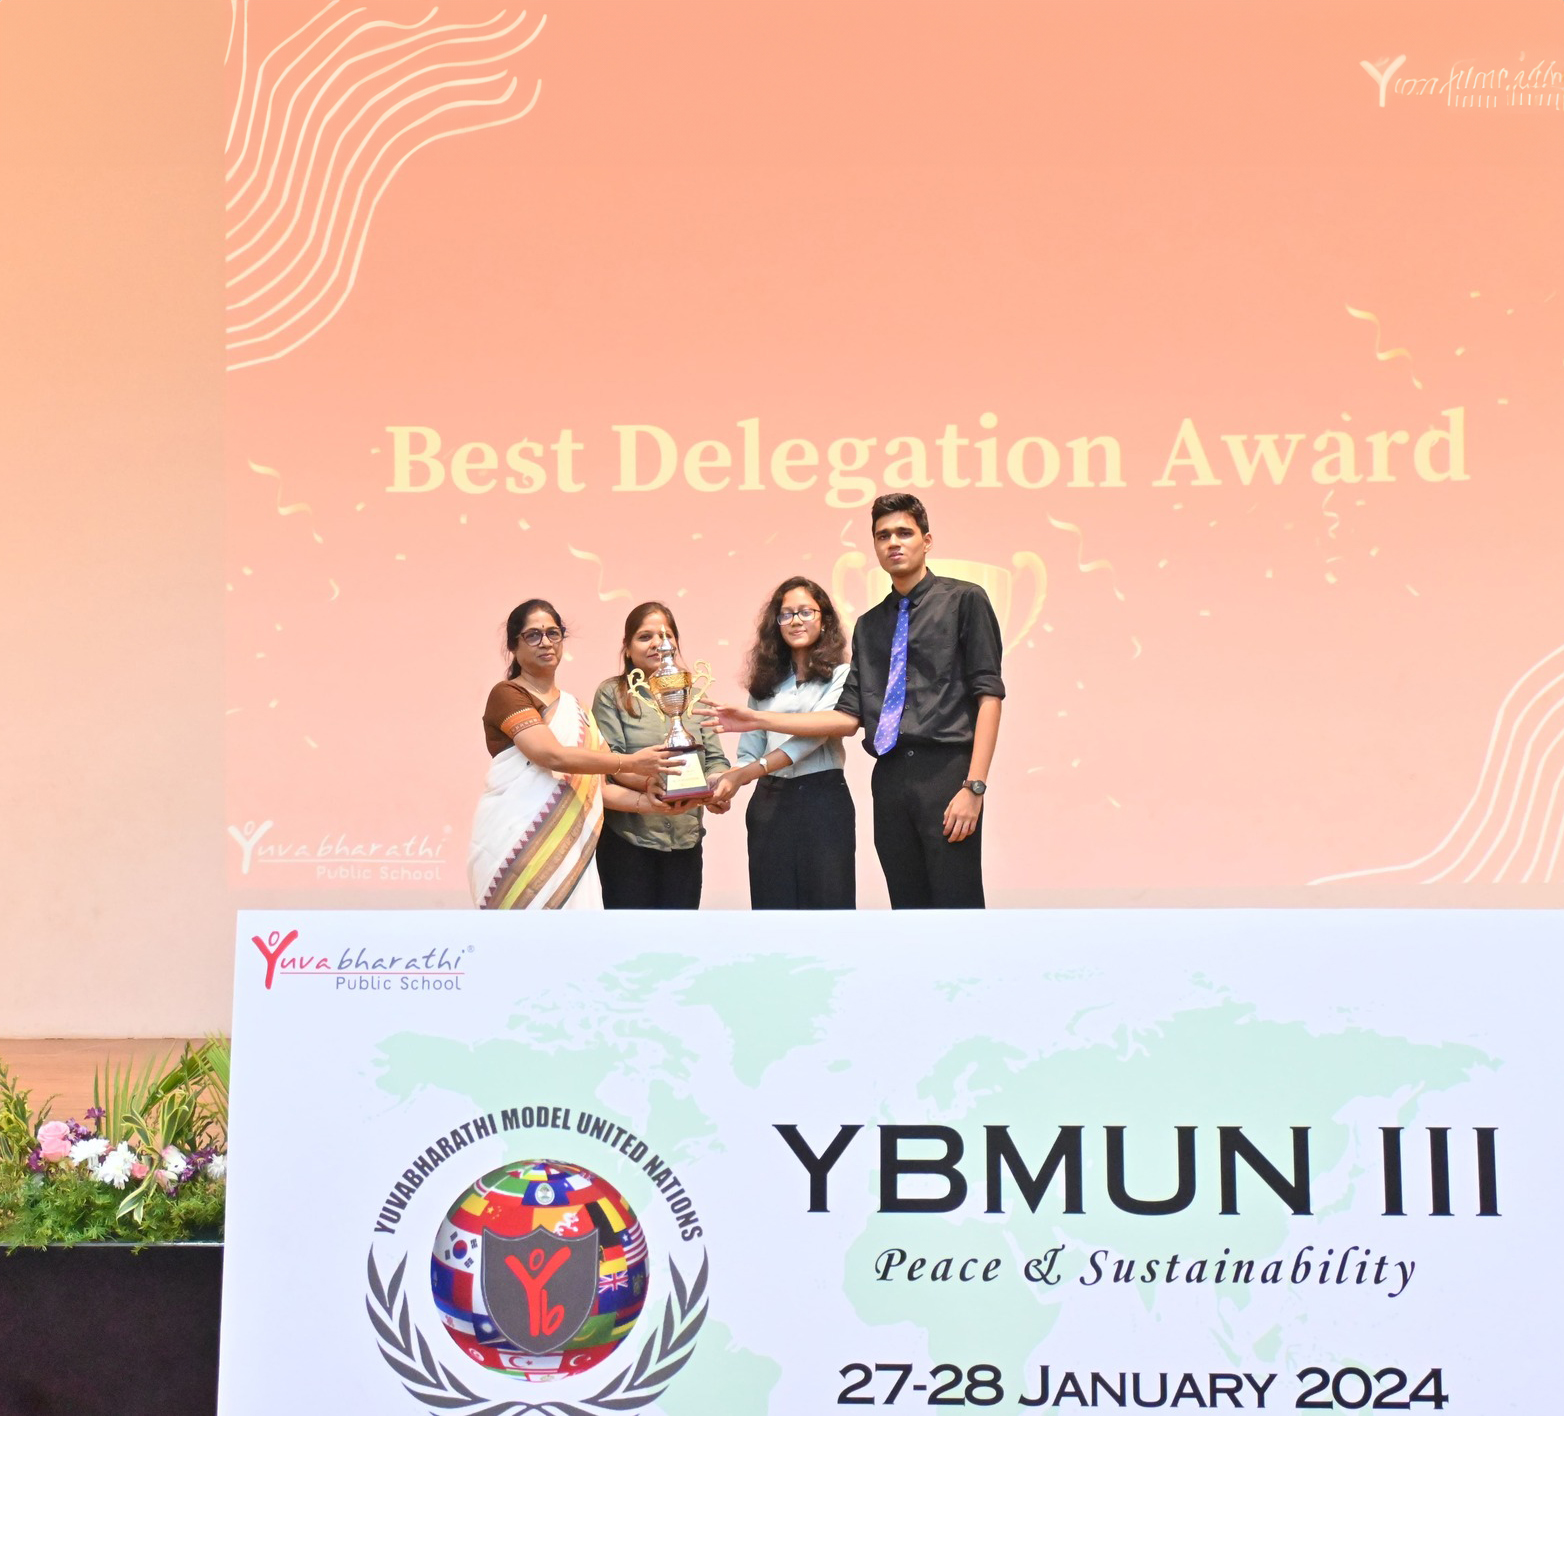 Best Delegation Award
Yuvabharathi
Public School
Yuvabharathi®
Public School
YUVABHARATHI MODEL UNITED NATIONS
Yb
YBMUN III
Peace & Sustainability
27-28 JANUARY 2024